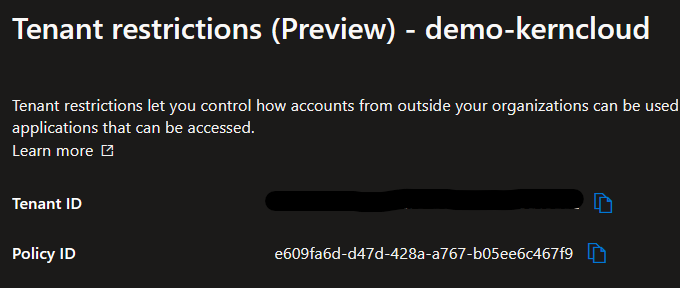 Tenant restrictions (Preview) - demo-kerncloud
Tenant restrictions let you control how accounts from outside your organizations can be used
applications that can be accessed.
Learn more
Tenant ID
Policy ID e609fa6d-d47d-428a-a767-b05ee6c467f9